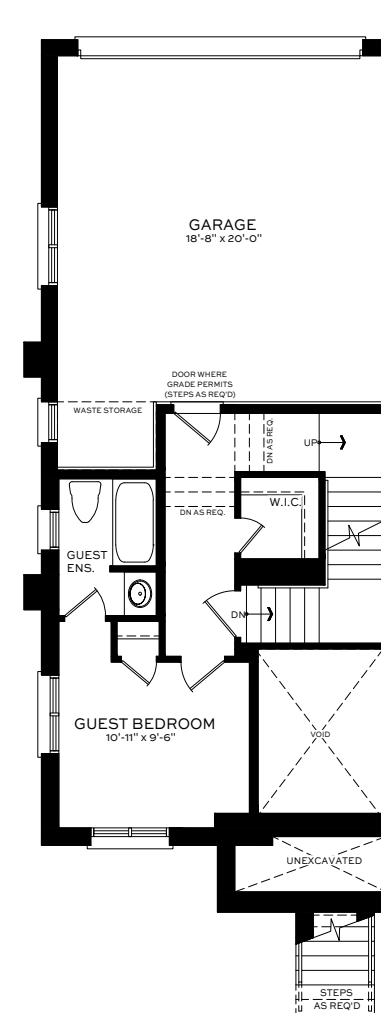 GARAGE
18'-8" x 20'-0"
DOOR WHERE
GRADE PERMITS
(STEPS AS REQ'D)
WASTE STORAGE
DN AS REQ.
UP
W.I.C.
DN AS REQ.
GUEST
ENS.
DN
GUEST BEDROOM
10'-11" x 9'-6"
VOID
UNEXCAVATED
STEPS
AS REQ'D